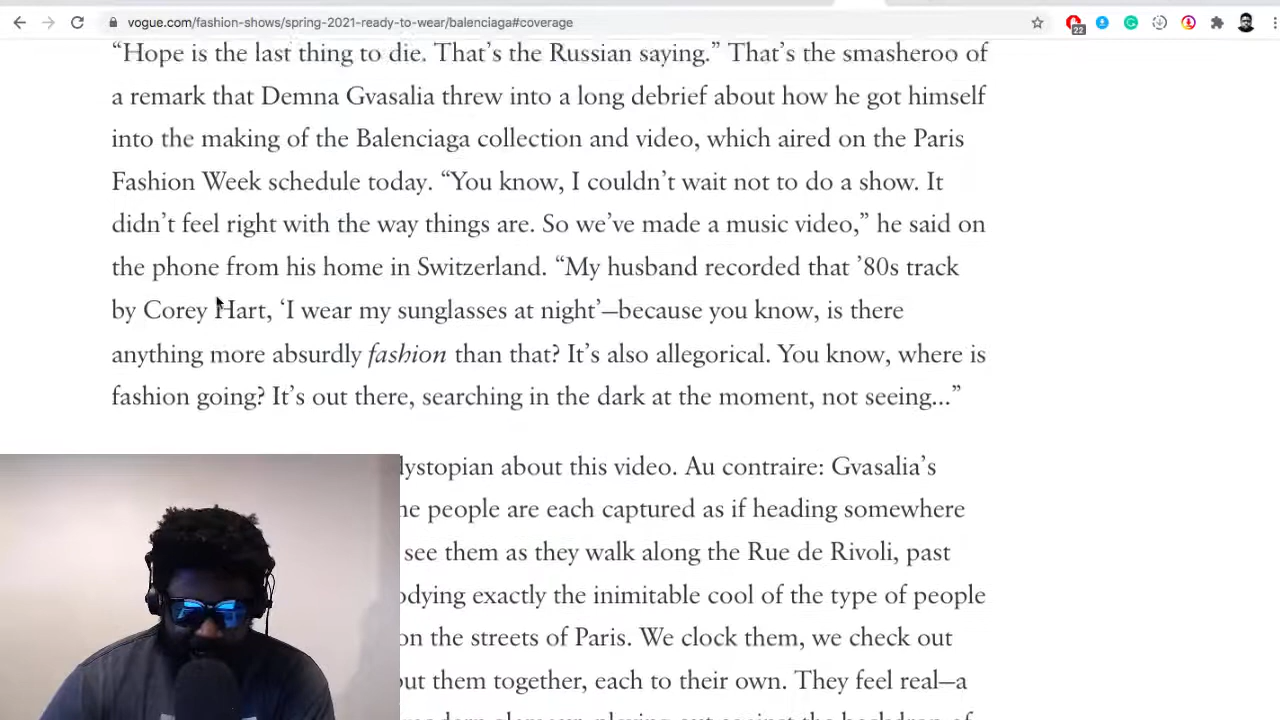 vogue.com/fashion-shows/spring-2021-ready-to-wear/balenciaga#coverage
22
“Hope is the last thing to die. That’s the Russian saying.” That’s the smasheroo of
a remark that Demna Gvasalia threw into a long debrief about how he got himself
into the making of the Balenciaga collection and video, which aired on the Paris
Fashion Week schedule today. “You know, I couldn’t wait not to do a show. It
didn’t feel right with the way things are. So we’ve made a music video,” he said on
the phone from his home in Switzerland. “My husband recorded that ’80s track
by Corey Hart, ‘I wear my sunglasses at night’—because you know, is there
anything more absurdly fashion than that? It’s also allegorical. You know, where is
fashion going? It’s out there, searching in the dark at the moment, not seeing...”
dystopian about this video. Au contraire: Gvasalia’s
people are each captured as if heading somewhere
see them as they walk along the Rue de Rivoli, past
exactly the inimitable cool of the type of people
on the streets of Paris. We clock them, we check out
them together, each to their own. They feel real—a